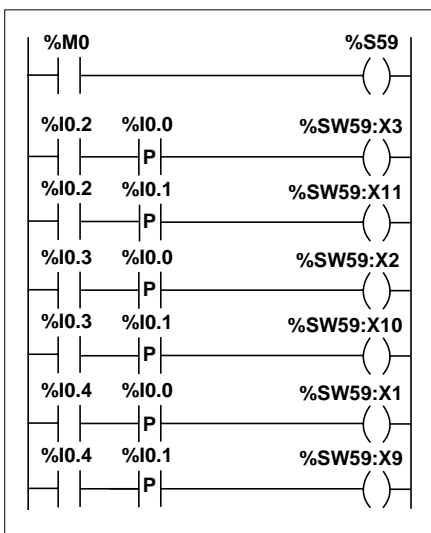 %M0 %S59
%I0.2 %I0.0 %SW59:X3
P
%I0.2 %I0.1 %SW59:X11
P
%I0.3 %I0.0 %SW59:X2
P
%I0.3 %I0.1 %SW59:X10
P
%I0.4 %I0.0 %SW59:X1
P
%I0.4 %I0.1 %SW59:X9
P